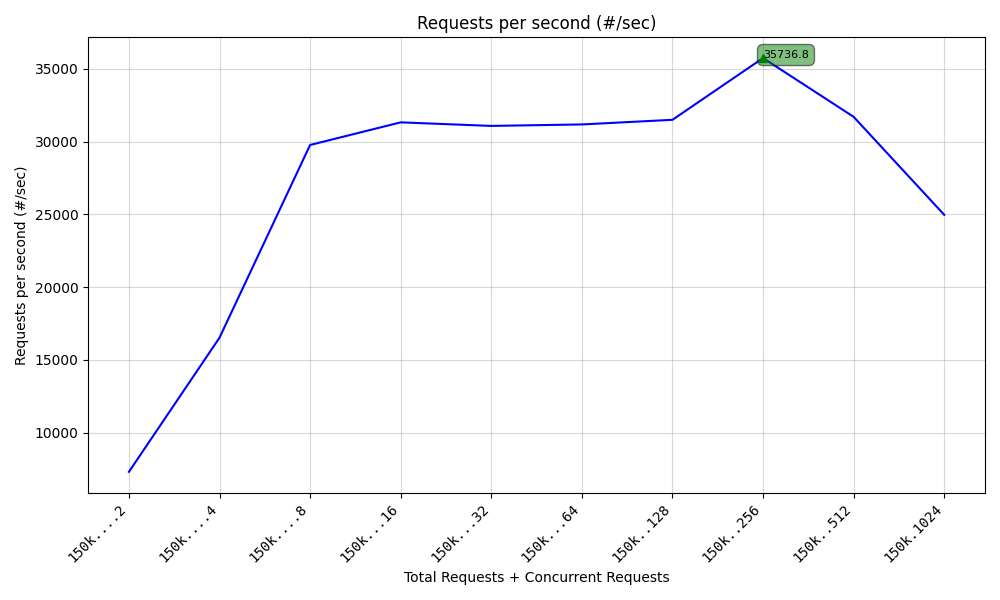 Requests per second (#/sec)
35736.8
35000
30000
25000
20000
15000
10000
Requests per second (#/sec)
150k....2
150k....4
150k....8
150k...16
150k...32
150k...64
150k..128
150k..256
150k..512
150k.1024
Total Requests + Concurrent Requests